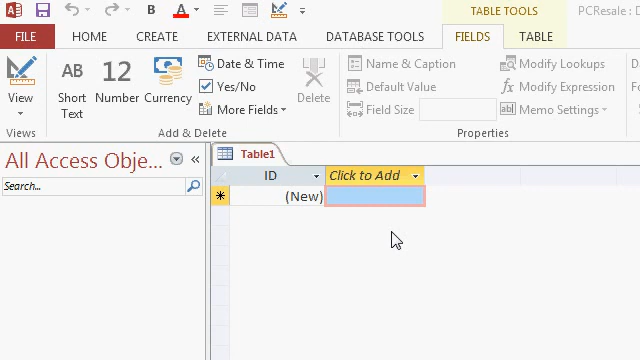 TABLE TOOLS
PCResale : D
FILE HOME CREATE EXTERNAL DATA DATABASE TOOLS FIELDS TABLE
View
Views
AB
Short
Text
12
Number
Currency
Date & Time
Yes/No
More Fields
Delete
Add & Delete
Name & Caption
Default Value
Field Size
Modify Lookups
fx Modify Expression
ab Memo Settings
Properties
All Access Obje...
Search...
Table1
ID Click to Add
(New)